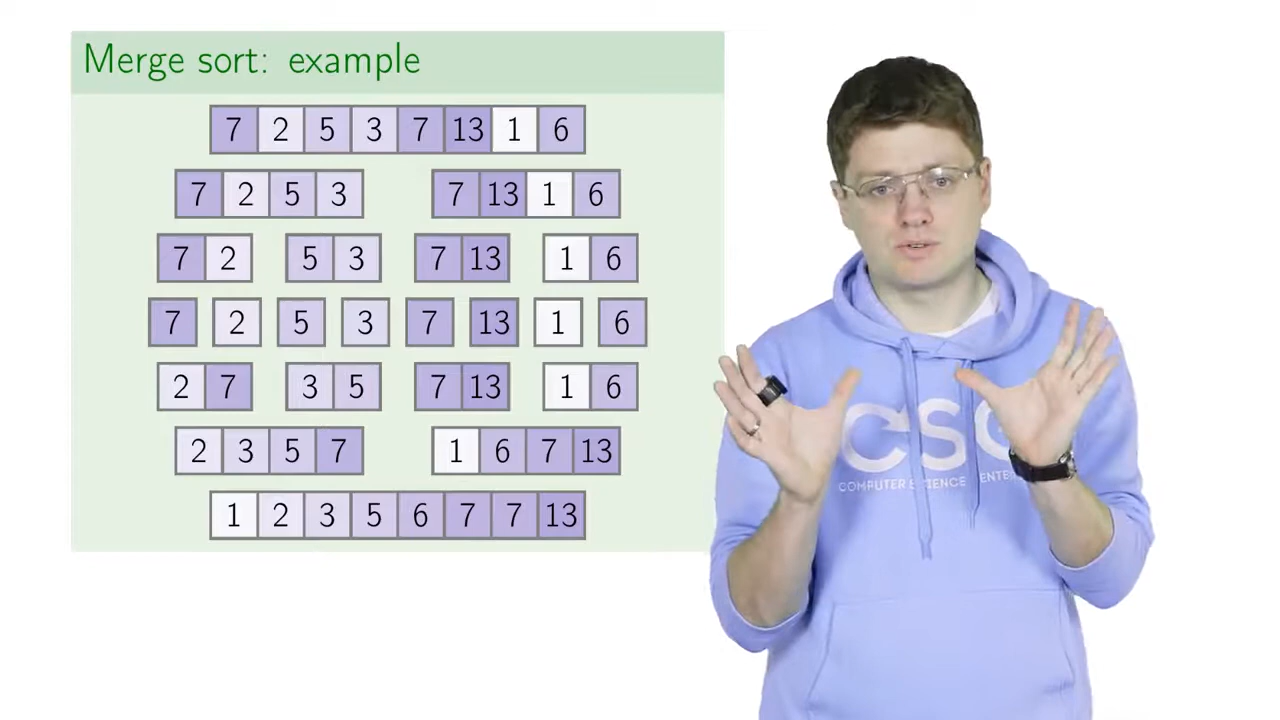 Merge sort: example
7 2 5 3 7 13 1 6
7 2 5 3 7 13 1 6
7 2 5 3 7 13 1 6
7 2 5 3 7 13 1 6
2 7 3 5 7 13 1 6
2 3 5 7 1 6 7 13
1 2 3 5 6 7 7 13
CSC
COMPUTER SCIENCE CENTER